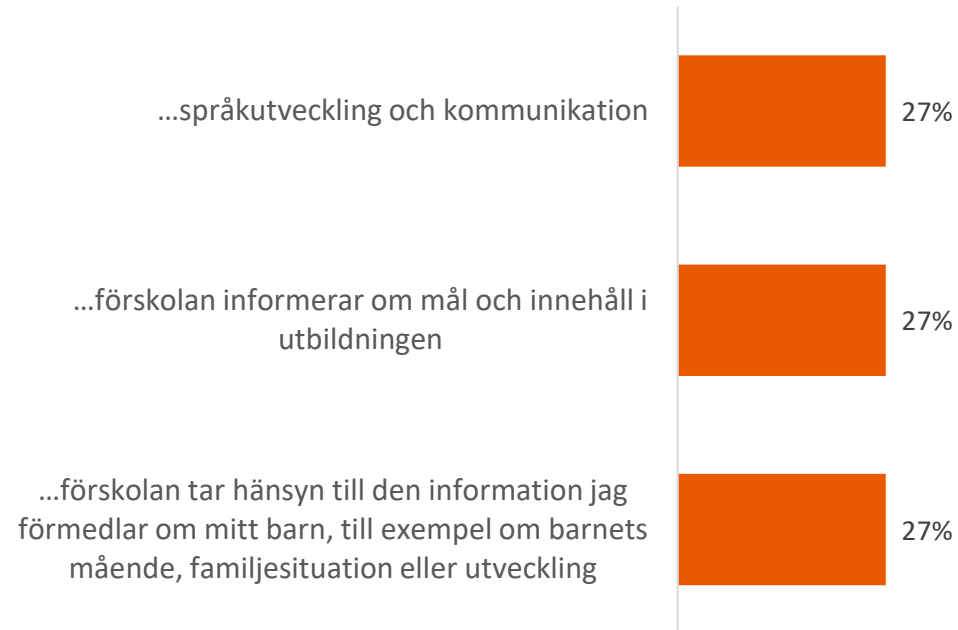 ...språkutveckling och kommunikation
27%
...förskolan informerar om mål och innehåll i
utbildningen
27%
...förskolan tar hänsyn till den information jag
förmedlar om mitt barn, till exempel om barnets
mående, familjesituation eller utveckling
27%